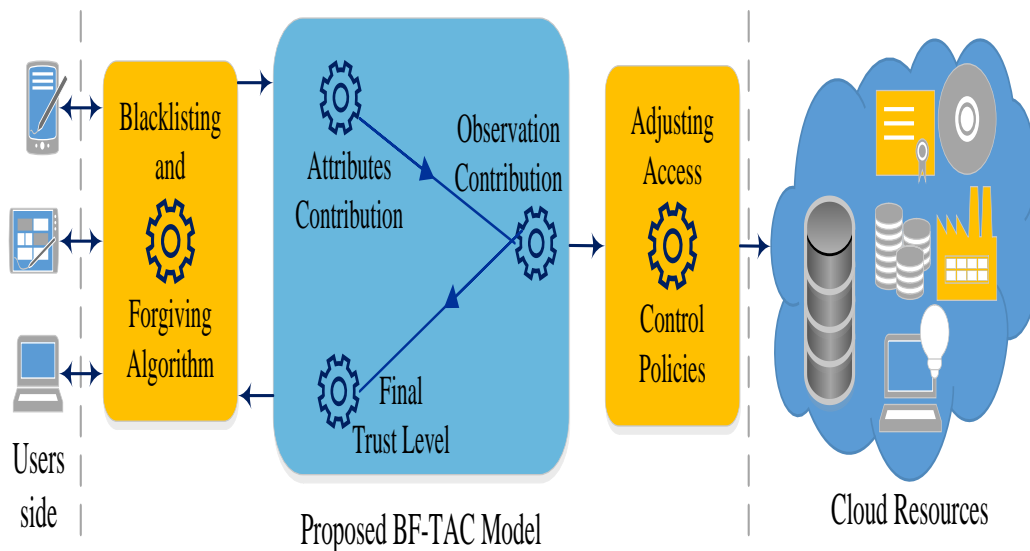 Blacklisting
and
Forgiving
Algorithm
Attributes
Contribution
Observation
Contribution
Final
Trust Level
Adjusting
Access
Control
Policies
Users
side
Proposed BF-TAC Model
Cloud Resources